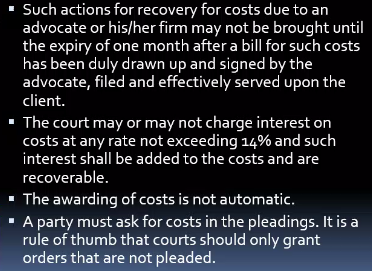 ▪ Such actions for recovery for costs due to an
advocate or his/her firm may not be brought until
the expiry of one month after a bill for such costs
has been duly drawn up and signed by the
advocate, filed and effectively served upon the
client.
▪ The court may or may not charge interest on
costs at any rate not exceeding 14% and such
interest shall be added to the costs and are
recoverable.
▪ The awarding of costs is not automatic.
▪ A party must ask for costs in the pleadings. It is a
rule of thumb that courts should only grant
orders that are not pleaded.